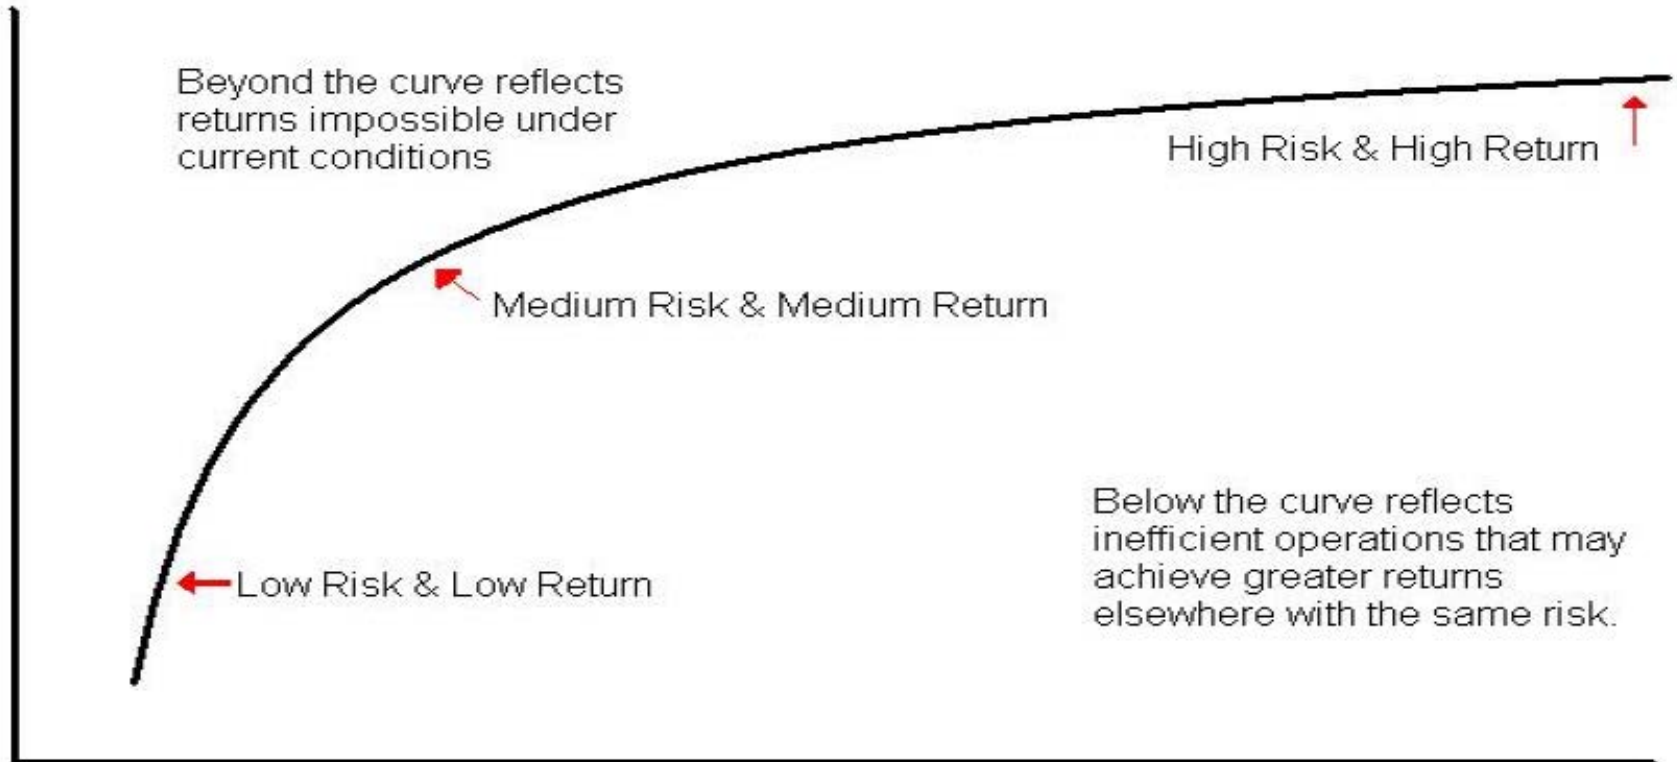 Beyond the curve reflects
returns impossible under
current conditions
High Risk & High Return
Medium Risk & Medium Return
Low Risk & Low Return
Below the curve reflects
inefficient operations that may
achieve greater returns
elsewhere with the same risk.